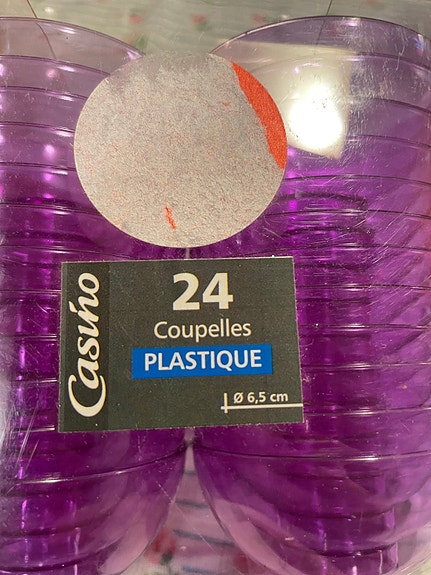 Casino
24
Coupelles
PLASTIQUE
Ø 6,5 cm